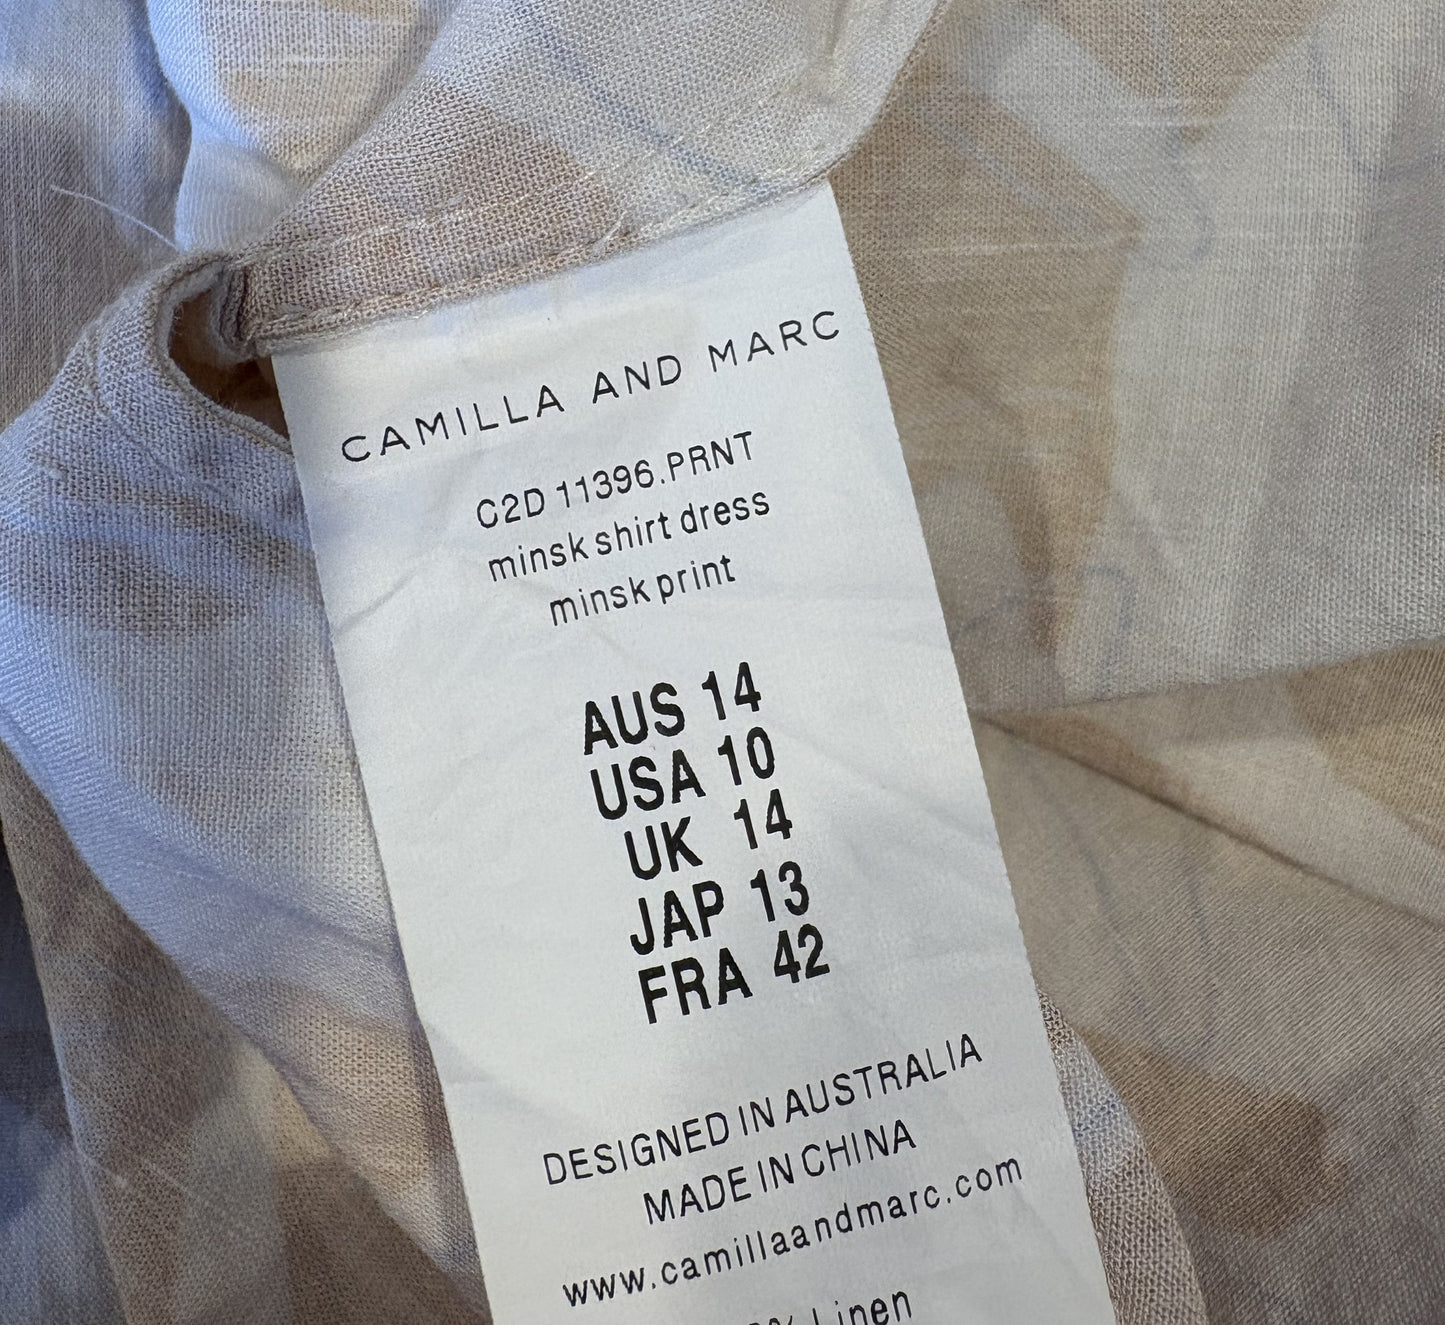 CAMILLA AND MARC
C2D 11396.PRNT
minsk shirt dress
minsk print
AUS 14
USA 10
UK 14
JAP 13
FRA 42
DESIGNED IN AUSTRALIA
MADE IN CHINA
www.camillaandmarc.com
Linen